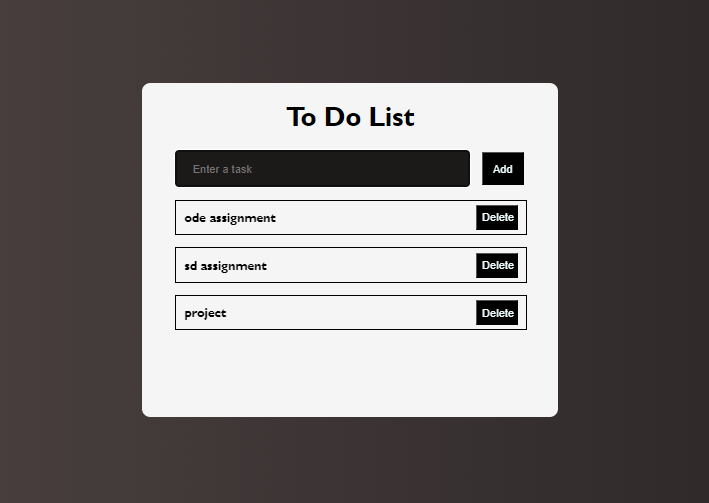 To Do List
Enter a task Add
ode assignment Delete
sd assignment Delete
project Delete